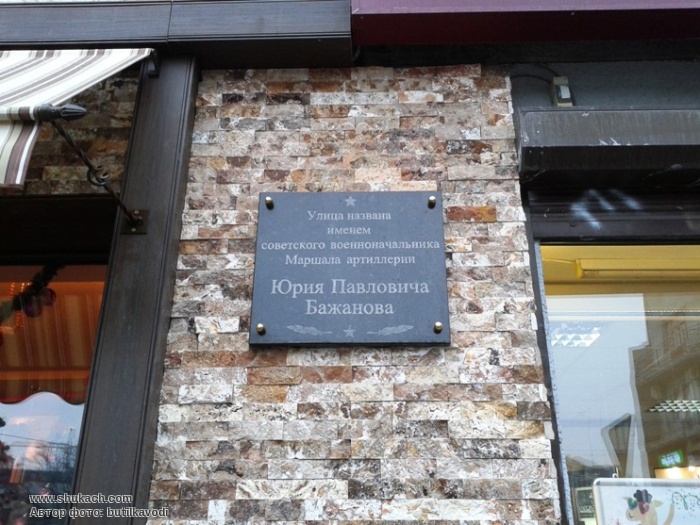 Улица названа
именем
советского военноначальника
Маршала артиллерии
Юрия Павловича
Бажанова
www.shukach.com
Автор фото: butilkavodi